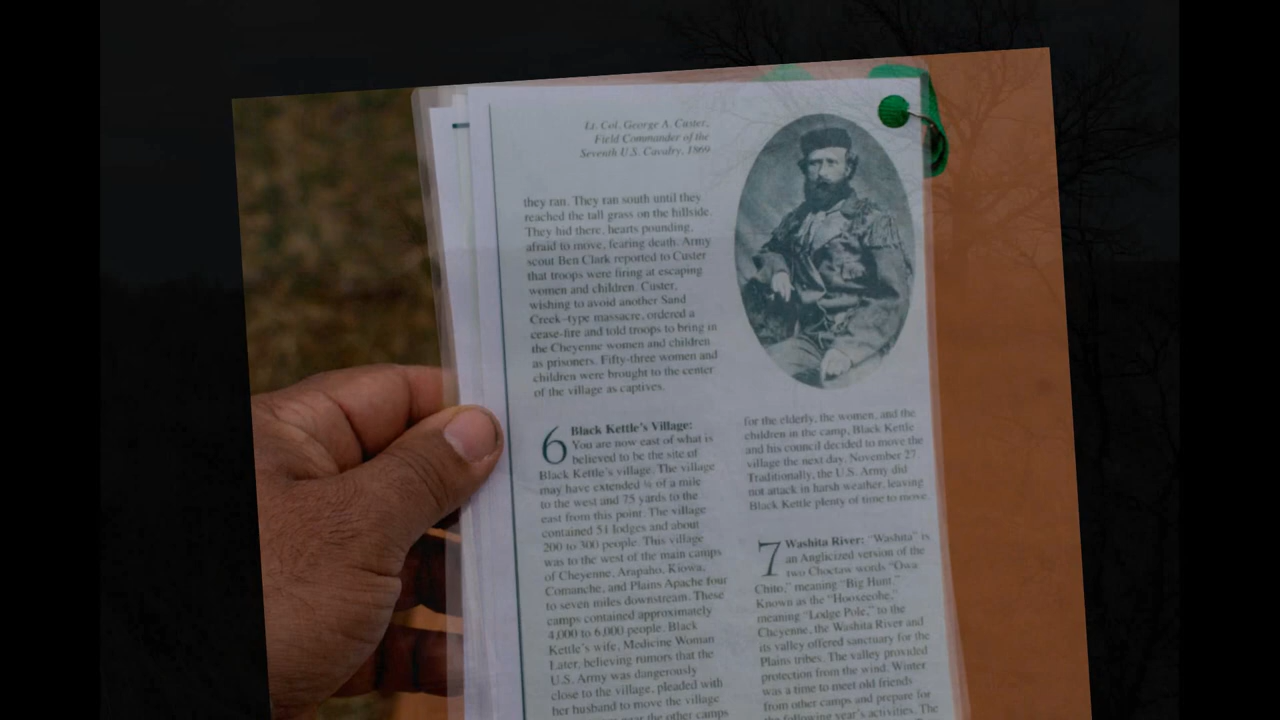 Lt. Col. George A. Custer,
Field Commander of the
Seventh U.S. Cavalry, 1869
they ran. They ran south until they
reached the tall grass on the hillside.
They hid there, hearts pounding,
afraid to move, fearing death. Army
scout Ben Clark reported to Custer
that troops were firing at escaping
women and children. Custer,
wishing to avoid another Sand
Creek–type massacre, ordered a
cease-fire and told troops to bring in
the Cheyenne women and children
as prisoners. Fifty-three women and
children were brought to the center
of the village as captives.
6 Black Kettle's Village:
You are now east of what is
believed to be the site of
Black Kettle's village. The village
may have extended ¼ of a mile
to the west and 75 yards to the
east from this point. The village
contained 51 lodges and about
200 to 300 people. This village
was to the west of the main camps
of Cheyenne, Arapaho, Kiowa,
Comanche, and Plains Apache four
to seven miles downstream. These
camps contained approximately
4,000 to 6,000 people. Black
Kettle's wife, Medicine Woman
Later, believing rumors that the
U.S. Army was dangerously
close to the village, pleaded with
her husband to move the village
near the other camps
for the elderly, the women, and the
children in the camp, Black Kettle
and his council decided to move the
village the next day, November 27.
Traditionally, the U.S. Army did
not attack in harsh weather, leaving
Black Kettle plenty of time to move.
7 Washita River: "Washita" is
an Anglicized version of the
two Choctaw words "Owa
Chito," meaning "Big Hunt."
Known as the "Hooseeohe,"
meaning "Lodge Pole," to the
Cheyenne, the Washita River and
its valley offered sanctuary for the
Plains tribes. The valley provided
protection from the wind. Winter
was a time to meet old friends
from other camps and prepare for
the following year's activities. The